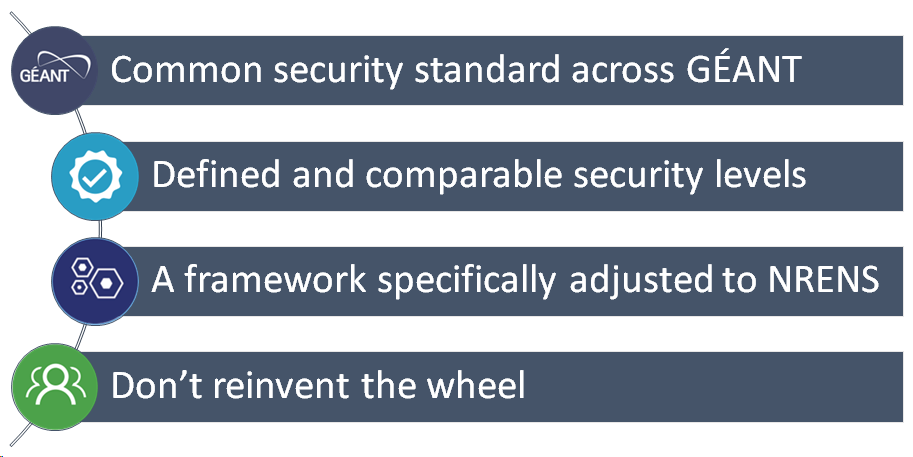 GÉANT
Common security standard across GÉANT
Defined and comparable security levels
A framework specifically adjusted to NRENS
Don’t reinvent the wheel